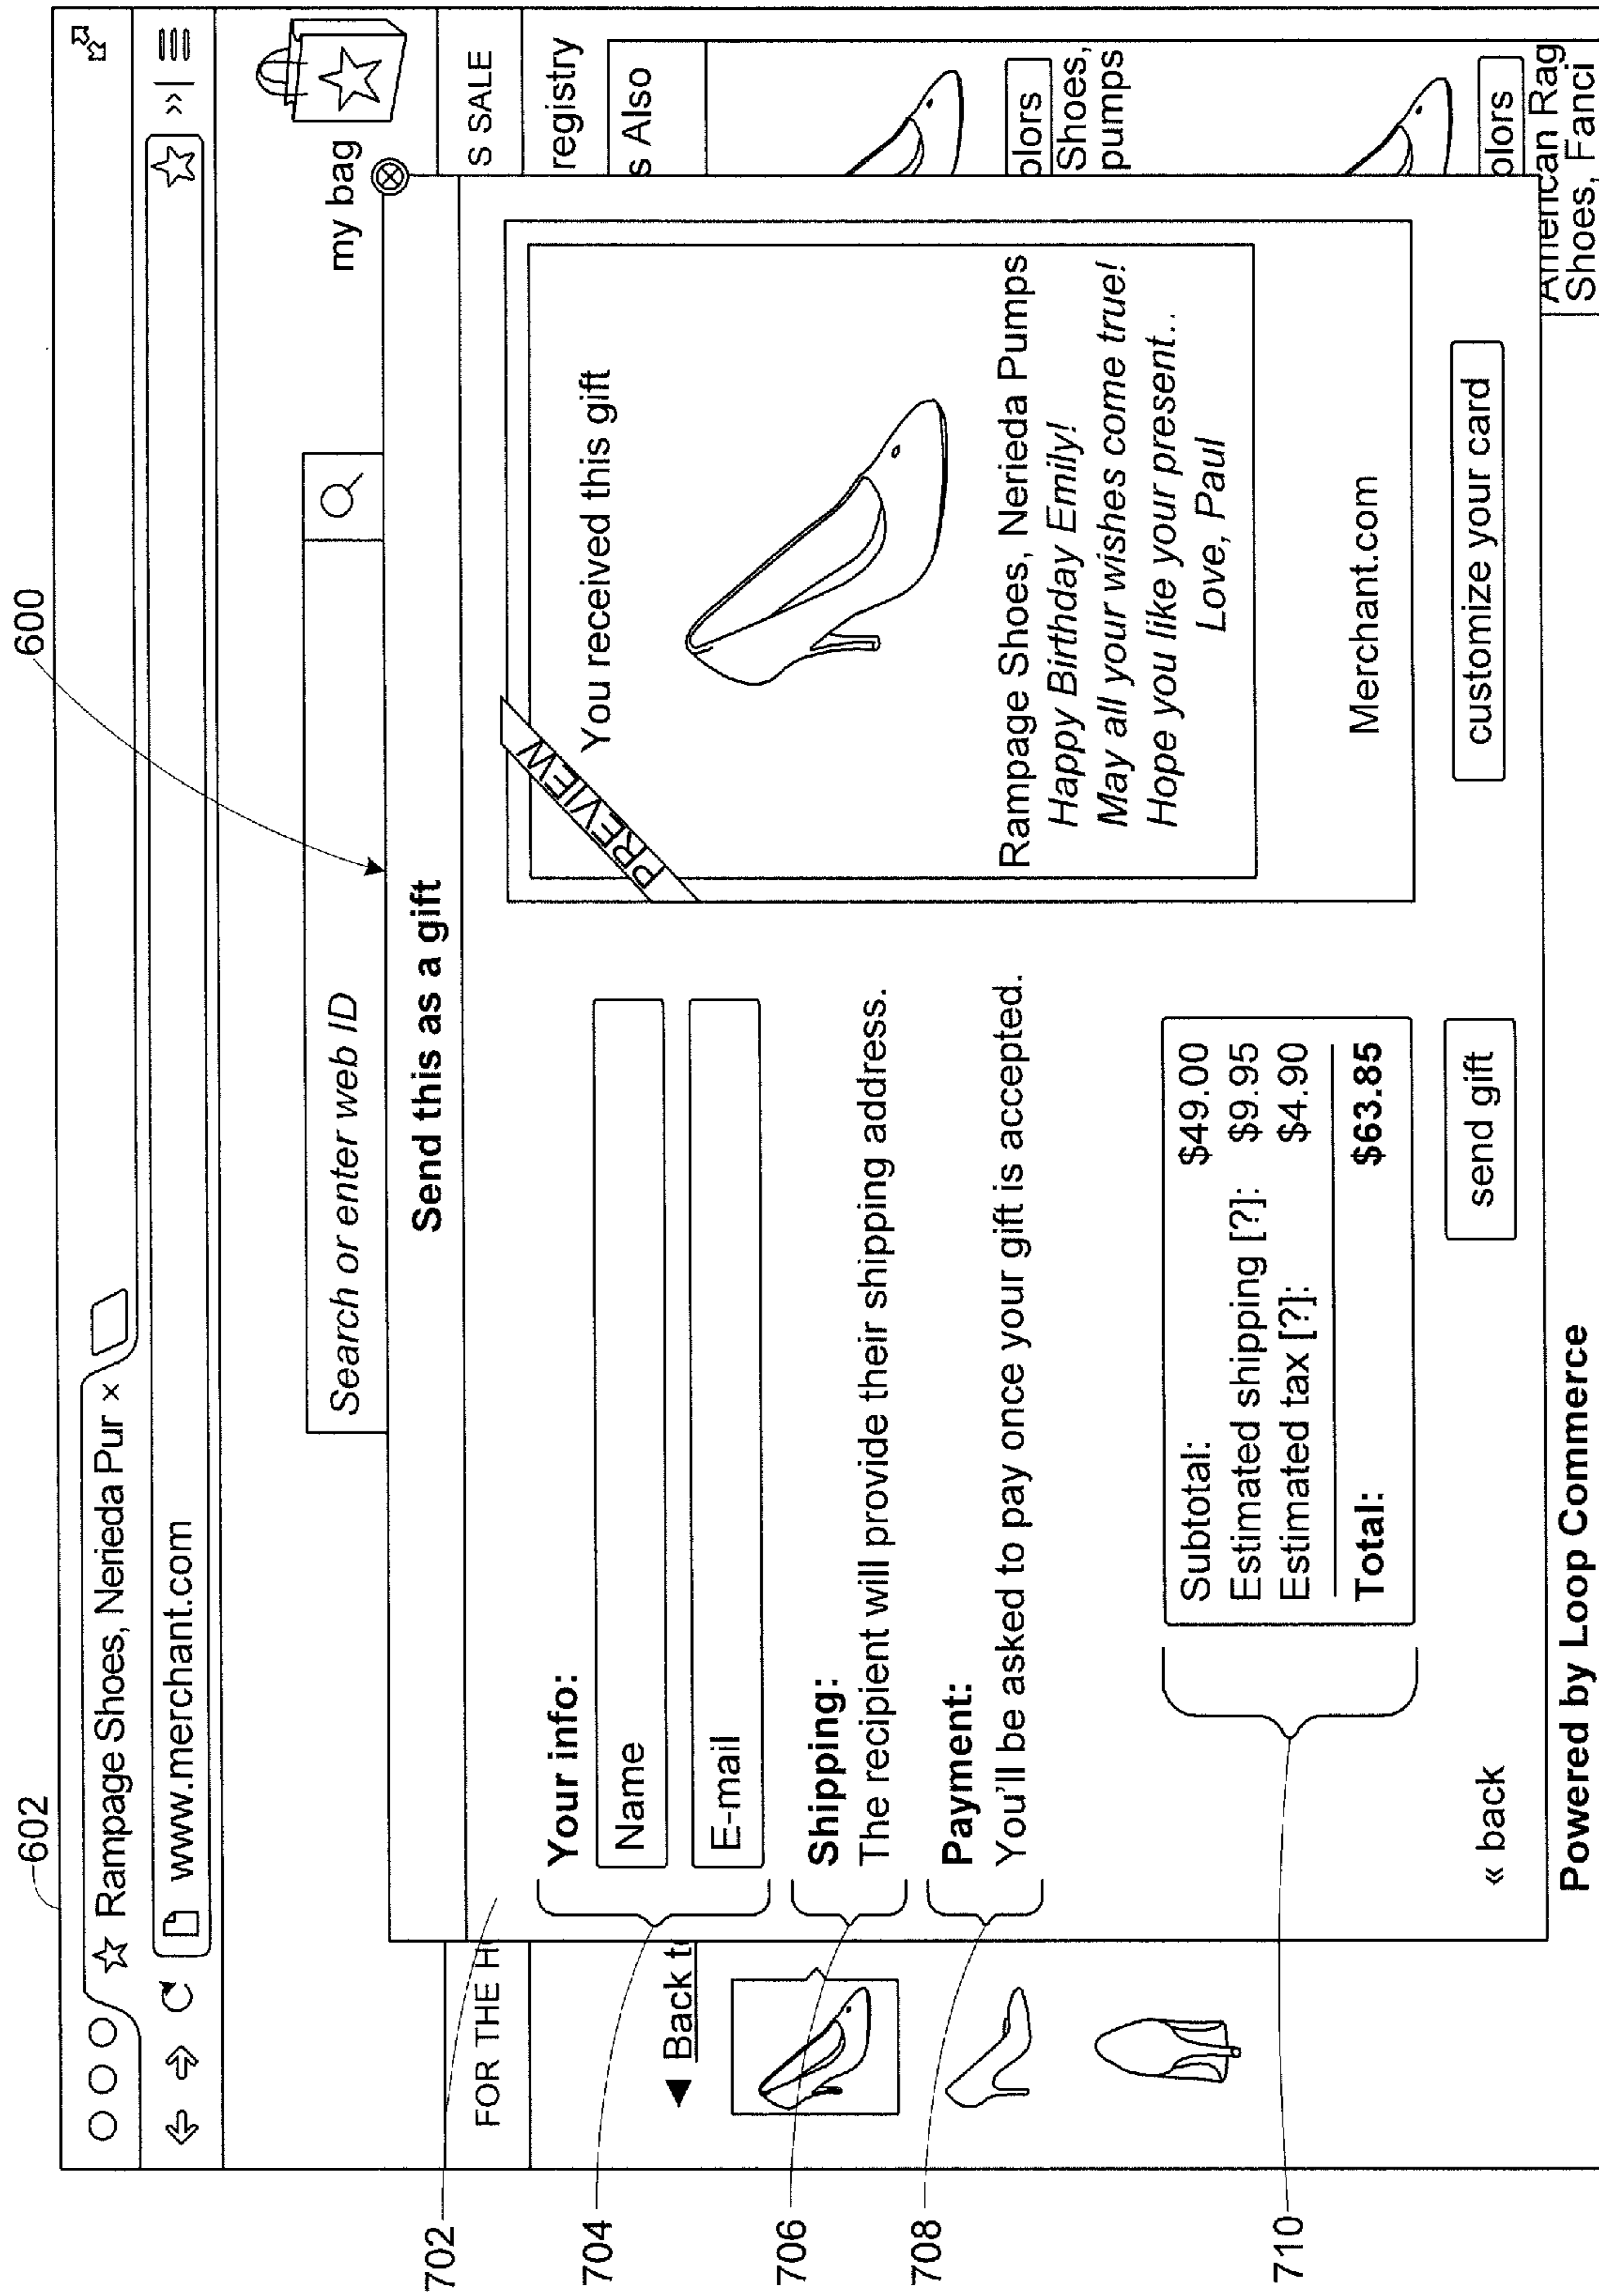 600
602
Rampage Shoes, Nerieda Pur ×
www.merchant.com
»
my bag
Search or enter web ID
S SALE
registry
s Also
olors
Shoes,
pumps
olors
American Rag
Shoes, Fanci
FOR THE H
Back t
Send this as a gift
Your info:
Name
E-mail
Shipping:
The recipient will provide their shipping address.
Payment:
You'll be asked to pay once your gift is accepted.
Subtotal: $49.00
Estimated shipping [?]: $9.95
Estimated tax [?]: $4.90
Total: $63.85
« back
send gift
PREVIEW
You received this gift
Rampage Shoes, Nerieda Pumps
Happy Birthday Emily!
May all your wishes come true!
Hope you like your present..
Love, Paul
Merchant.com
customize your card
Powered by Loop Commerce
702
704
706
708
710